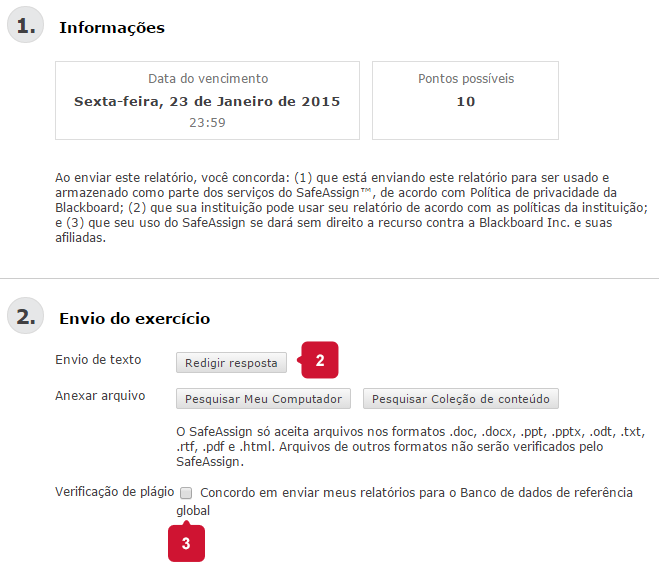 1. Informações
Data do vencimento
Sexta-feira, 23 de Janeiro de 2015
23:59
Pontos possíveis
10
Ao enviar este relatório, você concorda: (1) que está enviando este relatório para ser usado e
armazenado como parte dos serviços do SafeAssign™, de acordo com Política de privacidade da
Blackboard; (2) que sua instituição pode usar seu relatório de acordo com as políticas da instituição;
e (3) que seu uso do SafeAssign se dará sem direito a recurso contra a Blackboard Inc. e suas
afiliadas.
2. Envio do exercício
Envio de texto Redigir resposta 2
Anexar arquivo Pesquisar Meu Computador Pesquisar Coleção de conteúdo
O SafeAssign só aceita arquivos nos formatos .doc, .docx, .ppt, .pptx, .odt, .txt,
.rtf, .pdf e .html. Arquivos de outros formatos não serão verificados pelo
SafeAssign.
Verificação de plágio Concordo em enviar meus relatórios para o Banco de dados de referência
global
3